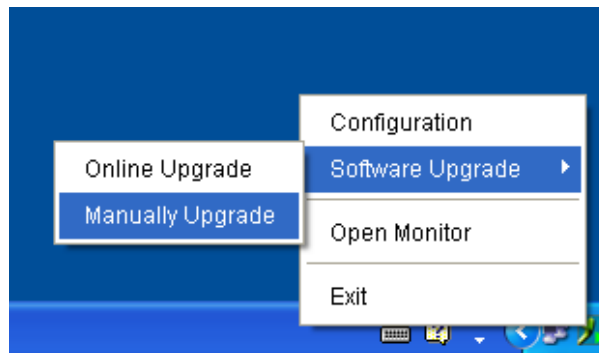 Configuration
Software Upgrade
Online Upgrade
Manually Upgrade
Open Monitor
Exit